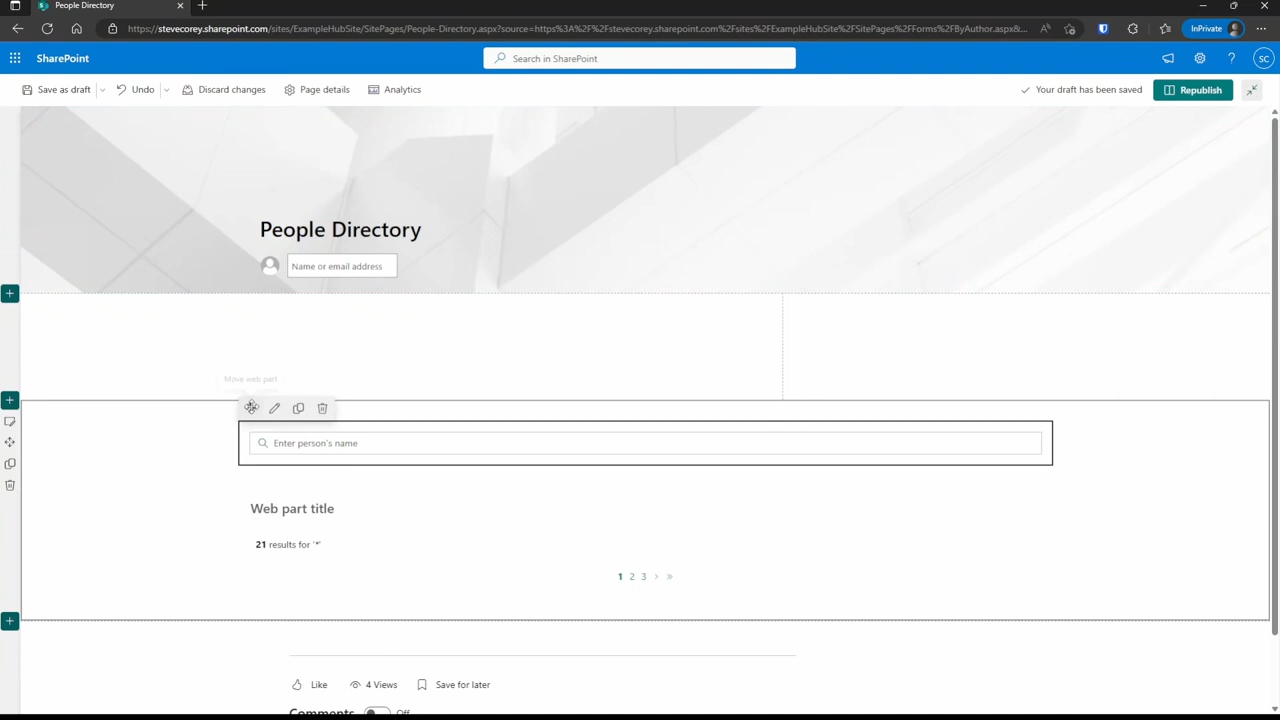 People Directory
https://stevecorey.sharepoint.com/sites/ExampleHubSite/SitePages/People-Directory.aspx?source=https%3A%2F%2Fstevecorey.sharepoint.com%2Fsites%2FExampleHubSite%2FSitePages%2FForms%2FByAuthor.aspx&...
InPrivate
SharePoint
Search in SharePoint
SC
Save as draft
Undo
Discard changes
Page details
Analytics
Your draft has been saved
Republish
People Directory
Name or email address
Move web part
Enter person's name
Web part title
21 results for '*'
1 2 3 › »
Like
4 Views
Save for later
Comments
Off